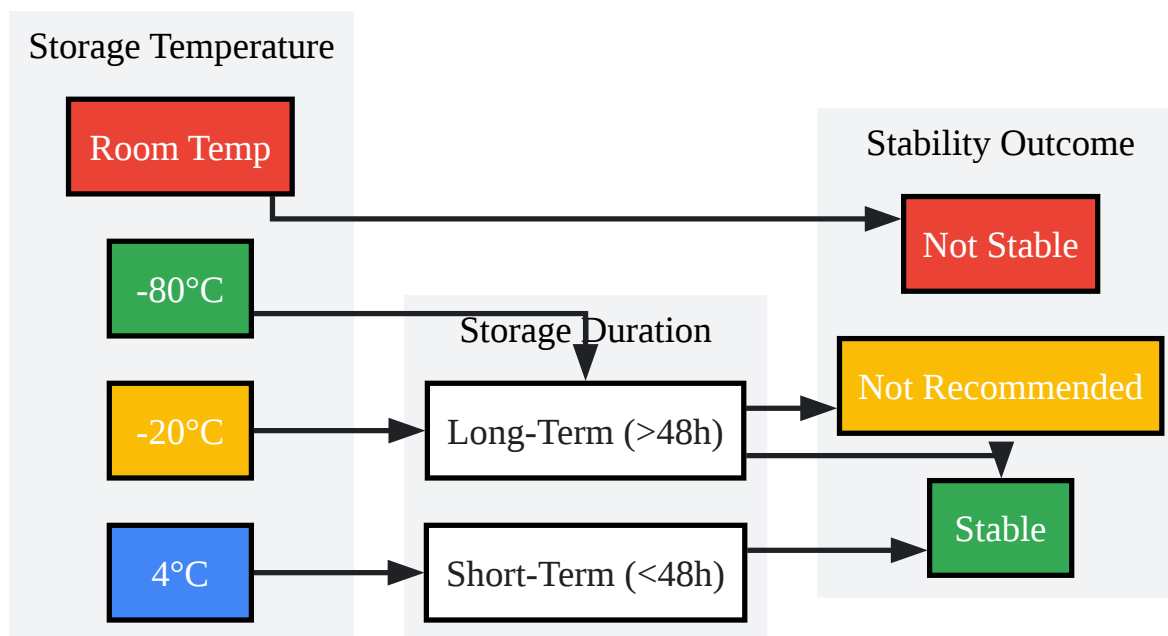 Storage Temperature
Room Temp
-80°C
-20°C
4°C
Storage Duration
Long-Term (>48h)
Short-Term (<48h)
Stability Outcome
Not Stable
Not Recommended
Stable